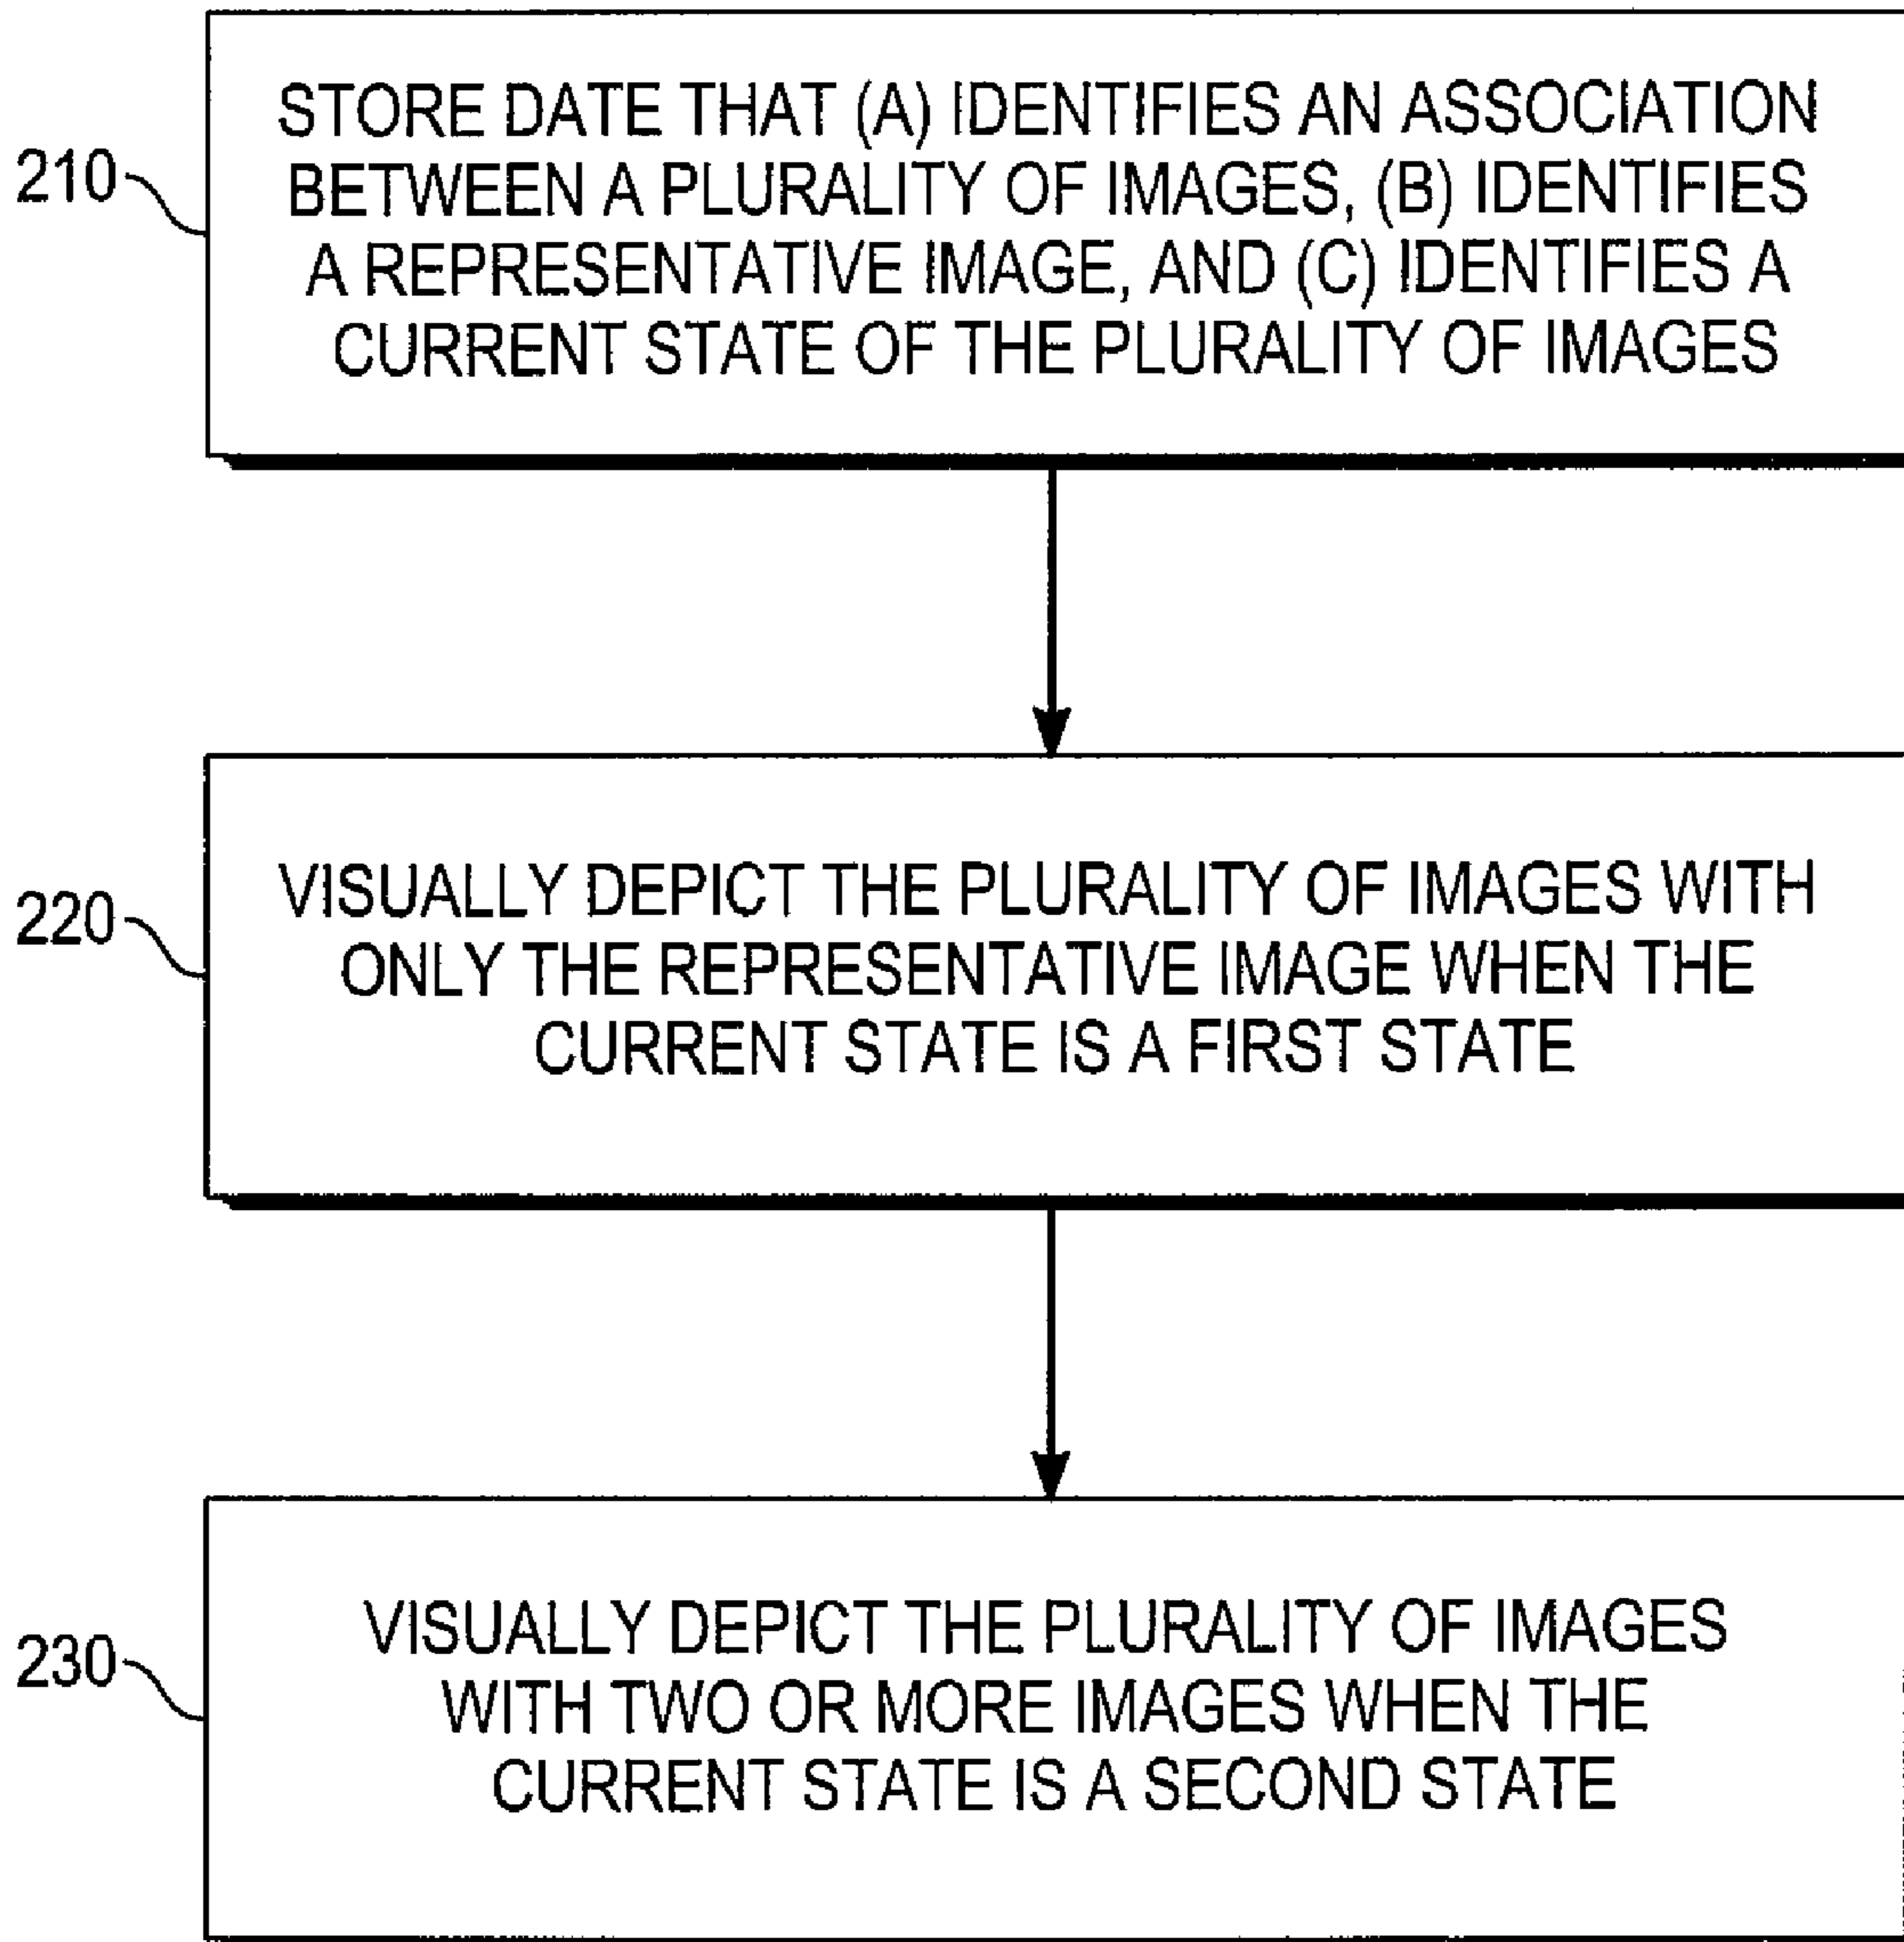 STORE DATE THAT (A) IDENTIFIES AN ASSOCIATION
BETWEEN A PLURALITY OF IMAGES, (B) IDENTIFIES
A REPRESENTATIVE IMAGE, AND (C) IDENTIFIES A
CURRENT STATE OF THE PLURALITY OF IMAGES
210
VISUALLY DEPICT THE PLURALITY OF IMAGES WITH
ONLY THE REPRESENTATIVE IMAGE WHEN THE
CURRENT STATE IS A FIRST STATE
220
VISUALLY DEPICT THE PLURALITY OF IMAGES
WITH TWO OR MORE IMAGES WHEN THE
CURRENT STATE IS A SECOND STATE
230